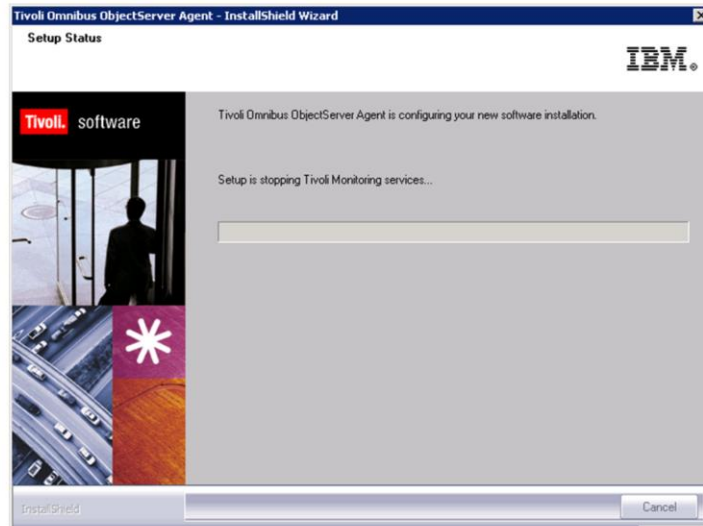 Tivoli Omnibus ObjectServer Agent - InstallShield Wizard
Setup Status
IBM®
Tivoli. software
Tivoli Omnibus ObjectServer Agent is configuring your new software installation.
Setup is stopping Tivoli Monitoring services...
InstallShield
Cancel